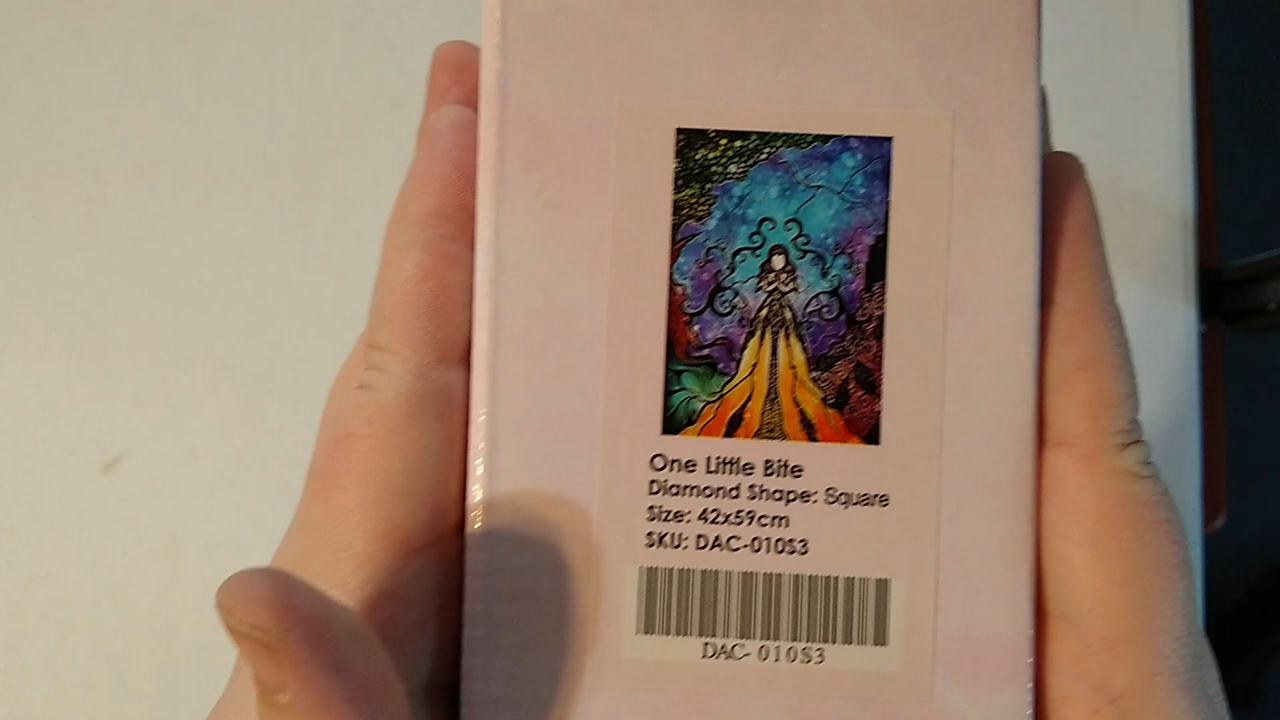 One Little Bite
Diamond Shape: Square
Size: 42x59cm
SKU: DAC-010S3
DAC- 010S3